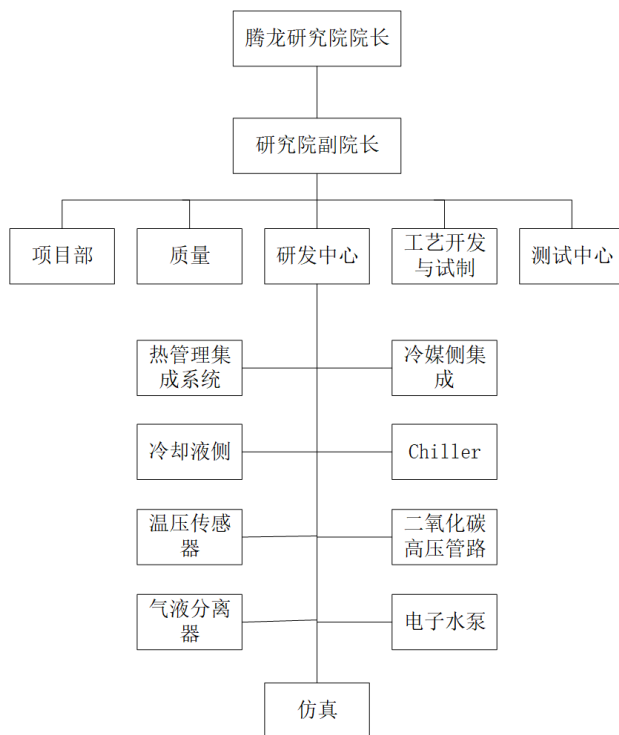 腾龙研究院院长
研究院副院长
项目部
质量
研发中心
工艺开发
与试制
测试中心
热管理集
成系统
冷媒侧集
成
冷却液侧
Chiller
温压传感
器
二氧化碳
高压管路
气液分离
器
电子水泵
仿真